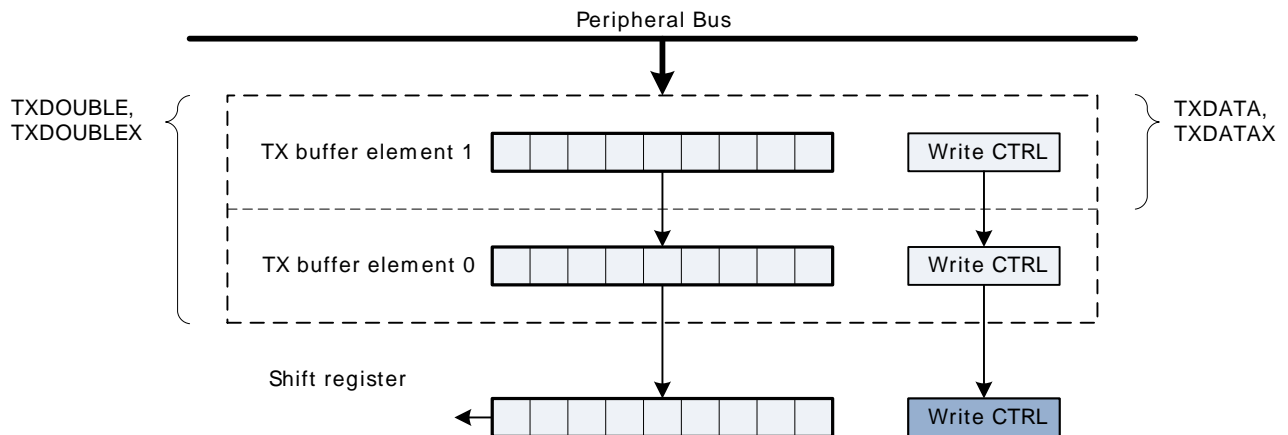 Peripheral Bus
TXDOUBLE,
TXDOUBLEX
TXDATA,
TXDATAX
TX buffer element 1
Write CTRL
TX buffer element 0
Write CTRL
Shift register
Write CTRL